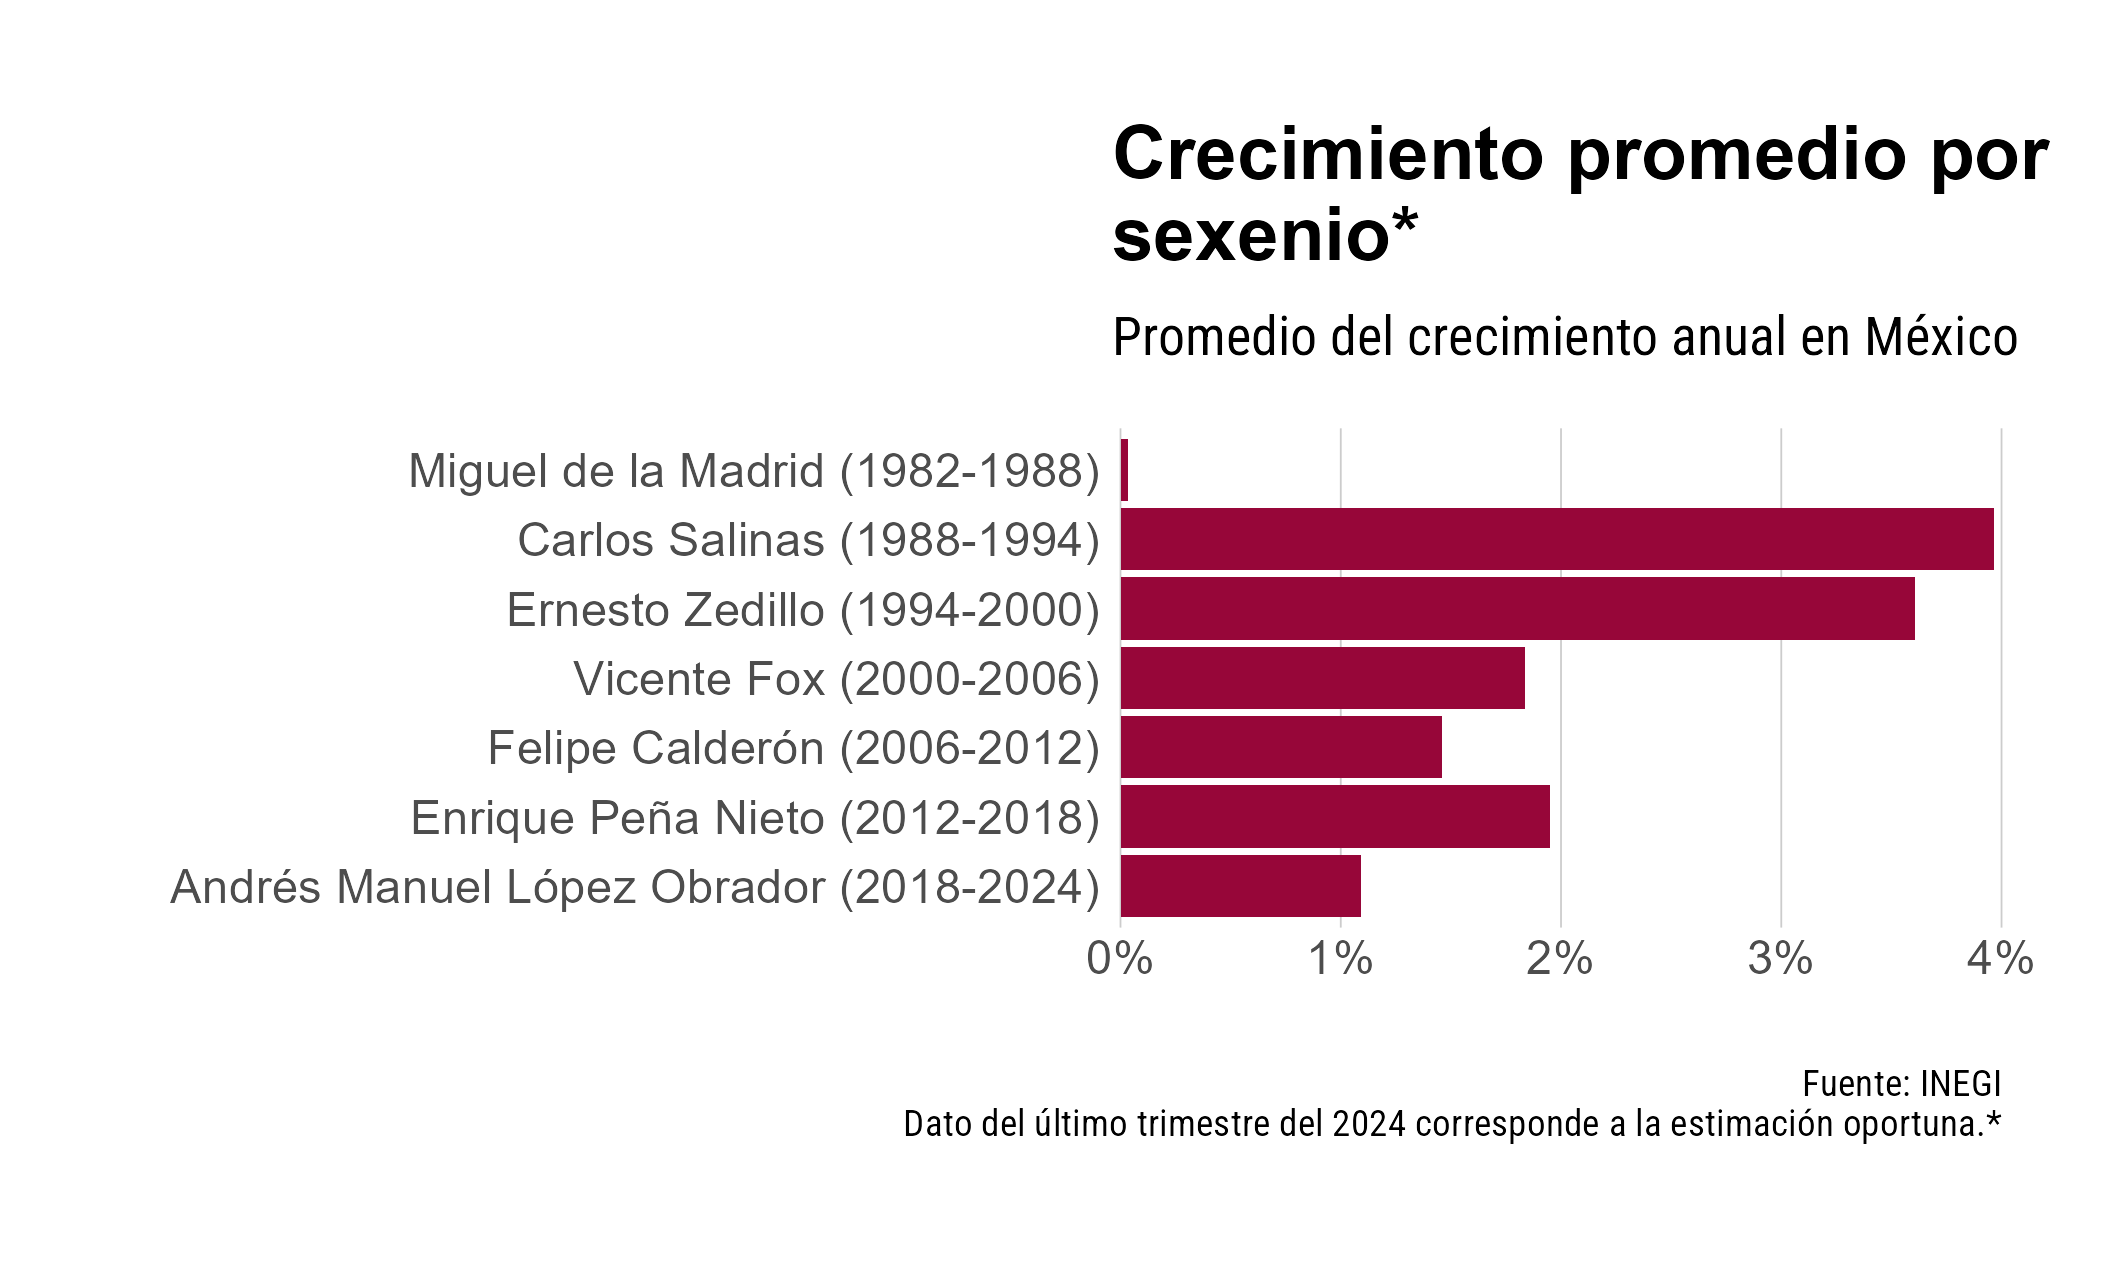 Crecimiento promedio por
sexenio*
Promedio del crecimiento anual en México
Miguel de la Madrid (1982-1988)
Carlos Salinas (1988-1994)
Ernesto Zedillo (1994-2000)
Vicente Fox (2000-2006)
Felipe Calderón (2006-2012)
Enrique Peña Nieto (2012-2018)
Andrés Manuel López Obrador (2018-2024)
0% 1% 2% 3% 4%
Fuente: INEGI
Dato del último trimestre del 2024 corresponde a la estimación oportuna.*